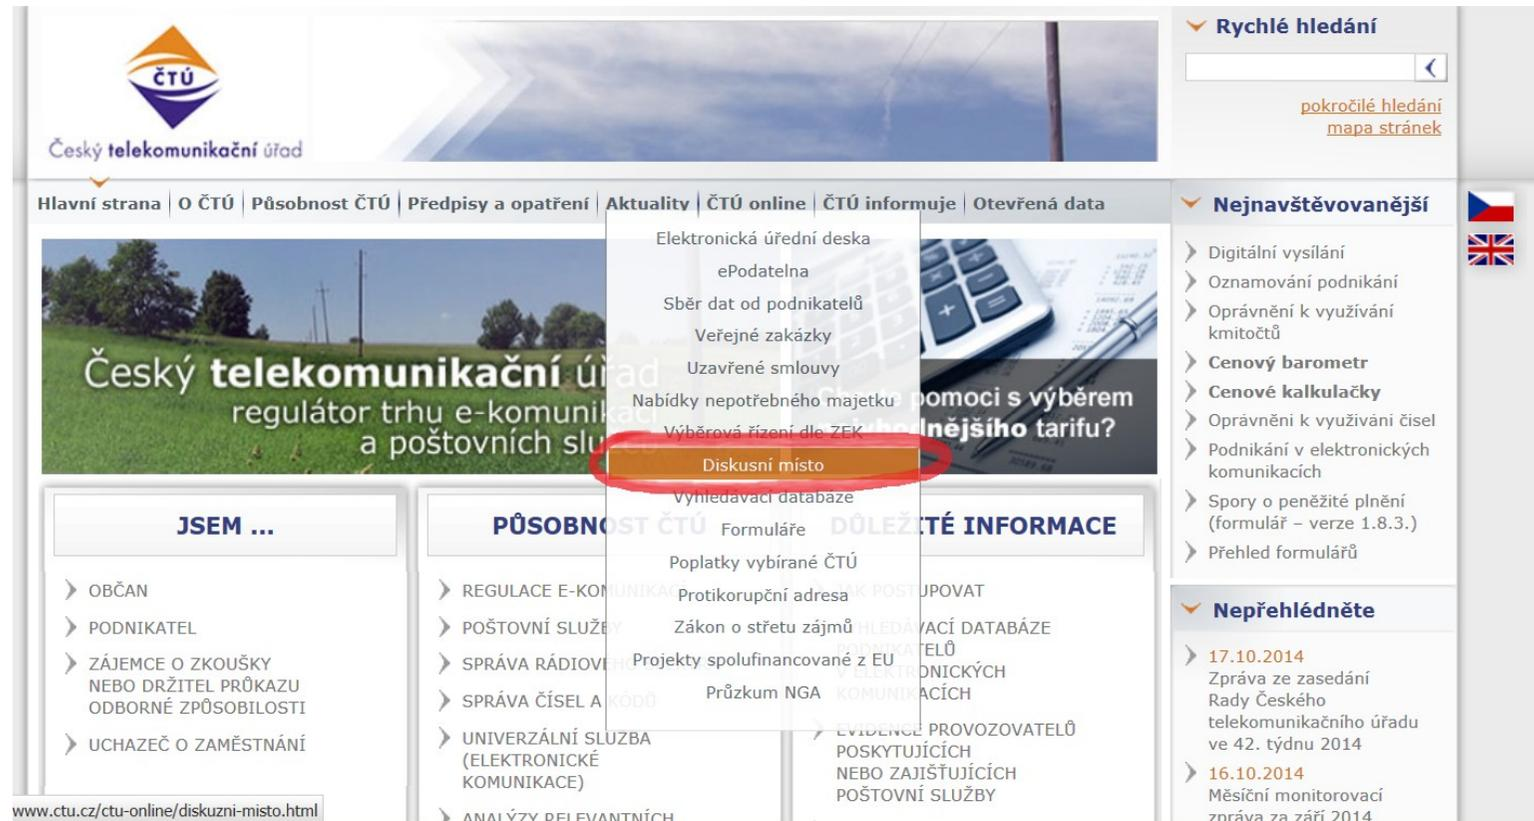 ČTÚ
Český telekomunikační úřad
Rychlé hledání
pokročilé hledání
mapa stránek
Hlavní strana O ČTÚ Působnost ČTÚ Předpisy a opatření Aktuality ČTÚ online ČTÚ informuje Otevřená data
Elektronická úřední deska
ePodatelna
Sběr dat od podnikatelů
Veřejné zakázky
Uzavřené smlouvy
Nabídky nepotřebného majetku
Výběrová řízení dle ZEK
Diskusní místo
Vyhledávací databáze
Formuláře
Poplatky vybírané ČTÚ
Protikorupční adresa
Zákon o střetu zájmů
Projekty spolufinancované z EU
Průzkum NGA
Český telekomunikační úřad
regulátor trhu e-komunikací
a poštovních služeb
pomoci s výběrem
tarifu?
JSEM ...
OBČAN
PODNIKATEL
ZÁJEMCE O ZKOUŠKY
NEBO DRŽITEL PRŮKAZU
ODBORNÉ ZPŮSOBILOSTI
UCHAZEČ O ZAMĚSTNÁNÍ
PŮSOBNOST ČTÚ
REGULACE E-KOMUNIKACÍ
POŠTOVNÍ SLUŽBY
SPRÁVA
SPRÁVA ČÍSEL A KÓDŮ
UNIVERZÁLNÍ SLUŽBA
(ELEKTRONICKÉ
KOMUNIKACE)
ANALÝZY RELEVANTNÍCH
DŮLEŽITÉ INFORMACE
JAK POSTUPOVAT
VYHLEDÁVACÍ DATABÁZE
PODNIKATELŮ
V ELEKTRONICKÝCH
KOMUNIKACÍCH
EVIDENCE PROVOZOVATELŮ
POSKYTUJÍCÍCH
NEBO ZAJIŠŤUJÍCÍCH
POŠTOVNÍ SLUŽBY
Nejnavštěvovanější
Digitální vysílání
Oznamování podnikání
Oprávnění k využívání
kmitočtů
Cenový barometr
Cenové kalkulačky
Oprávnění k využívání čísel
Podnikání v elektronických
komunikacích
Spory o peněžité plnění
(formulář – verze 1.8.3.)
Přehled formulářů
Nepřehlédněte
17.10.2014
Zpráva ze zasedání
Rady Českého
telekomunikačního úřadu
ve 42. týdnu 2014
16.10.2014
Měsíční monitorovací
zpráva za září 2014
www.ctu.cz/ctu-online/diskuzni-misto.html